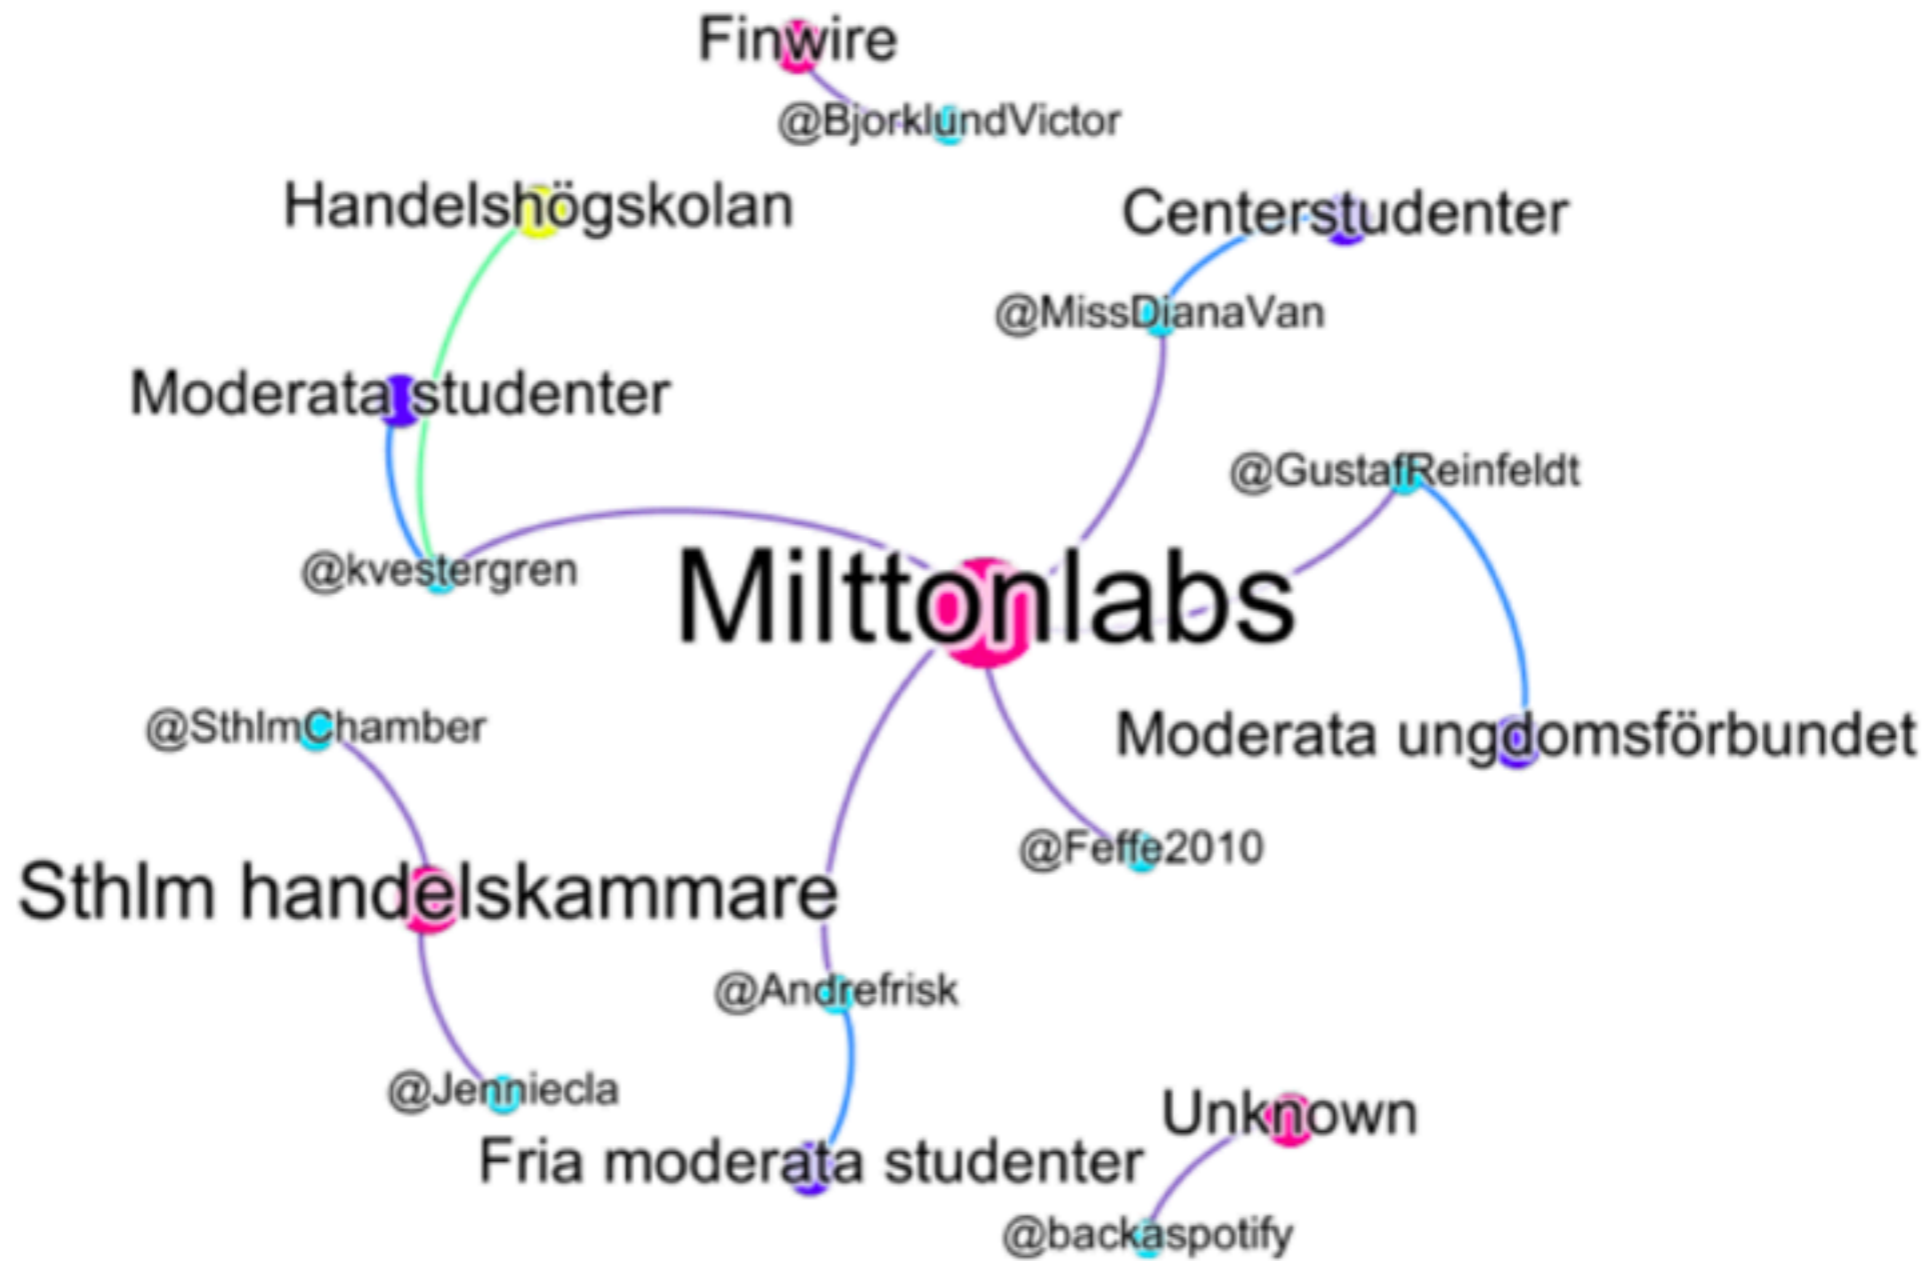 Finwire
@BjorklundVictor
Handelshögskolan
Centerstudenter
@MissDianaVan
Moderata studenter
@GustafReinfeldt
@kvestergren
Milttonlabs
@SthlmChamber
Moderata ungdomsförbundet
@Feffe2010
Sthlm handelskammare
@Andrefrisk
@Jenniecla
Unknown
Fria moderata studenter
@backaspotify